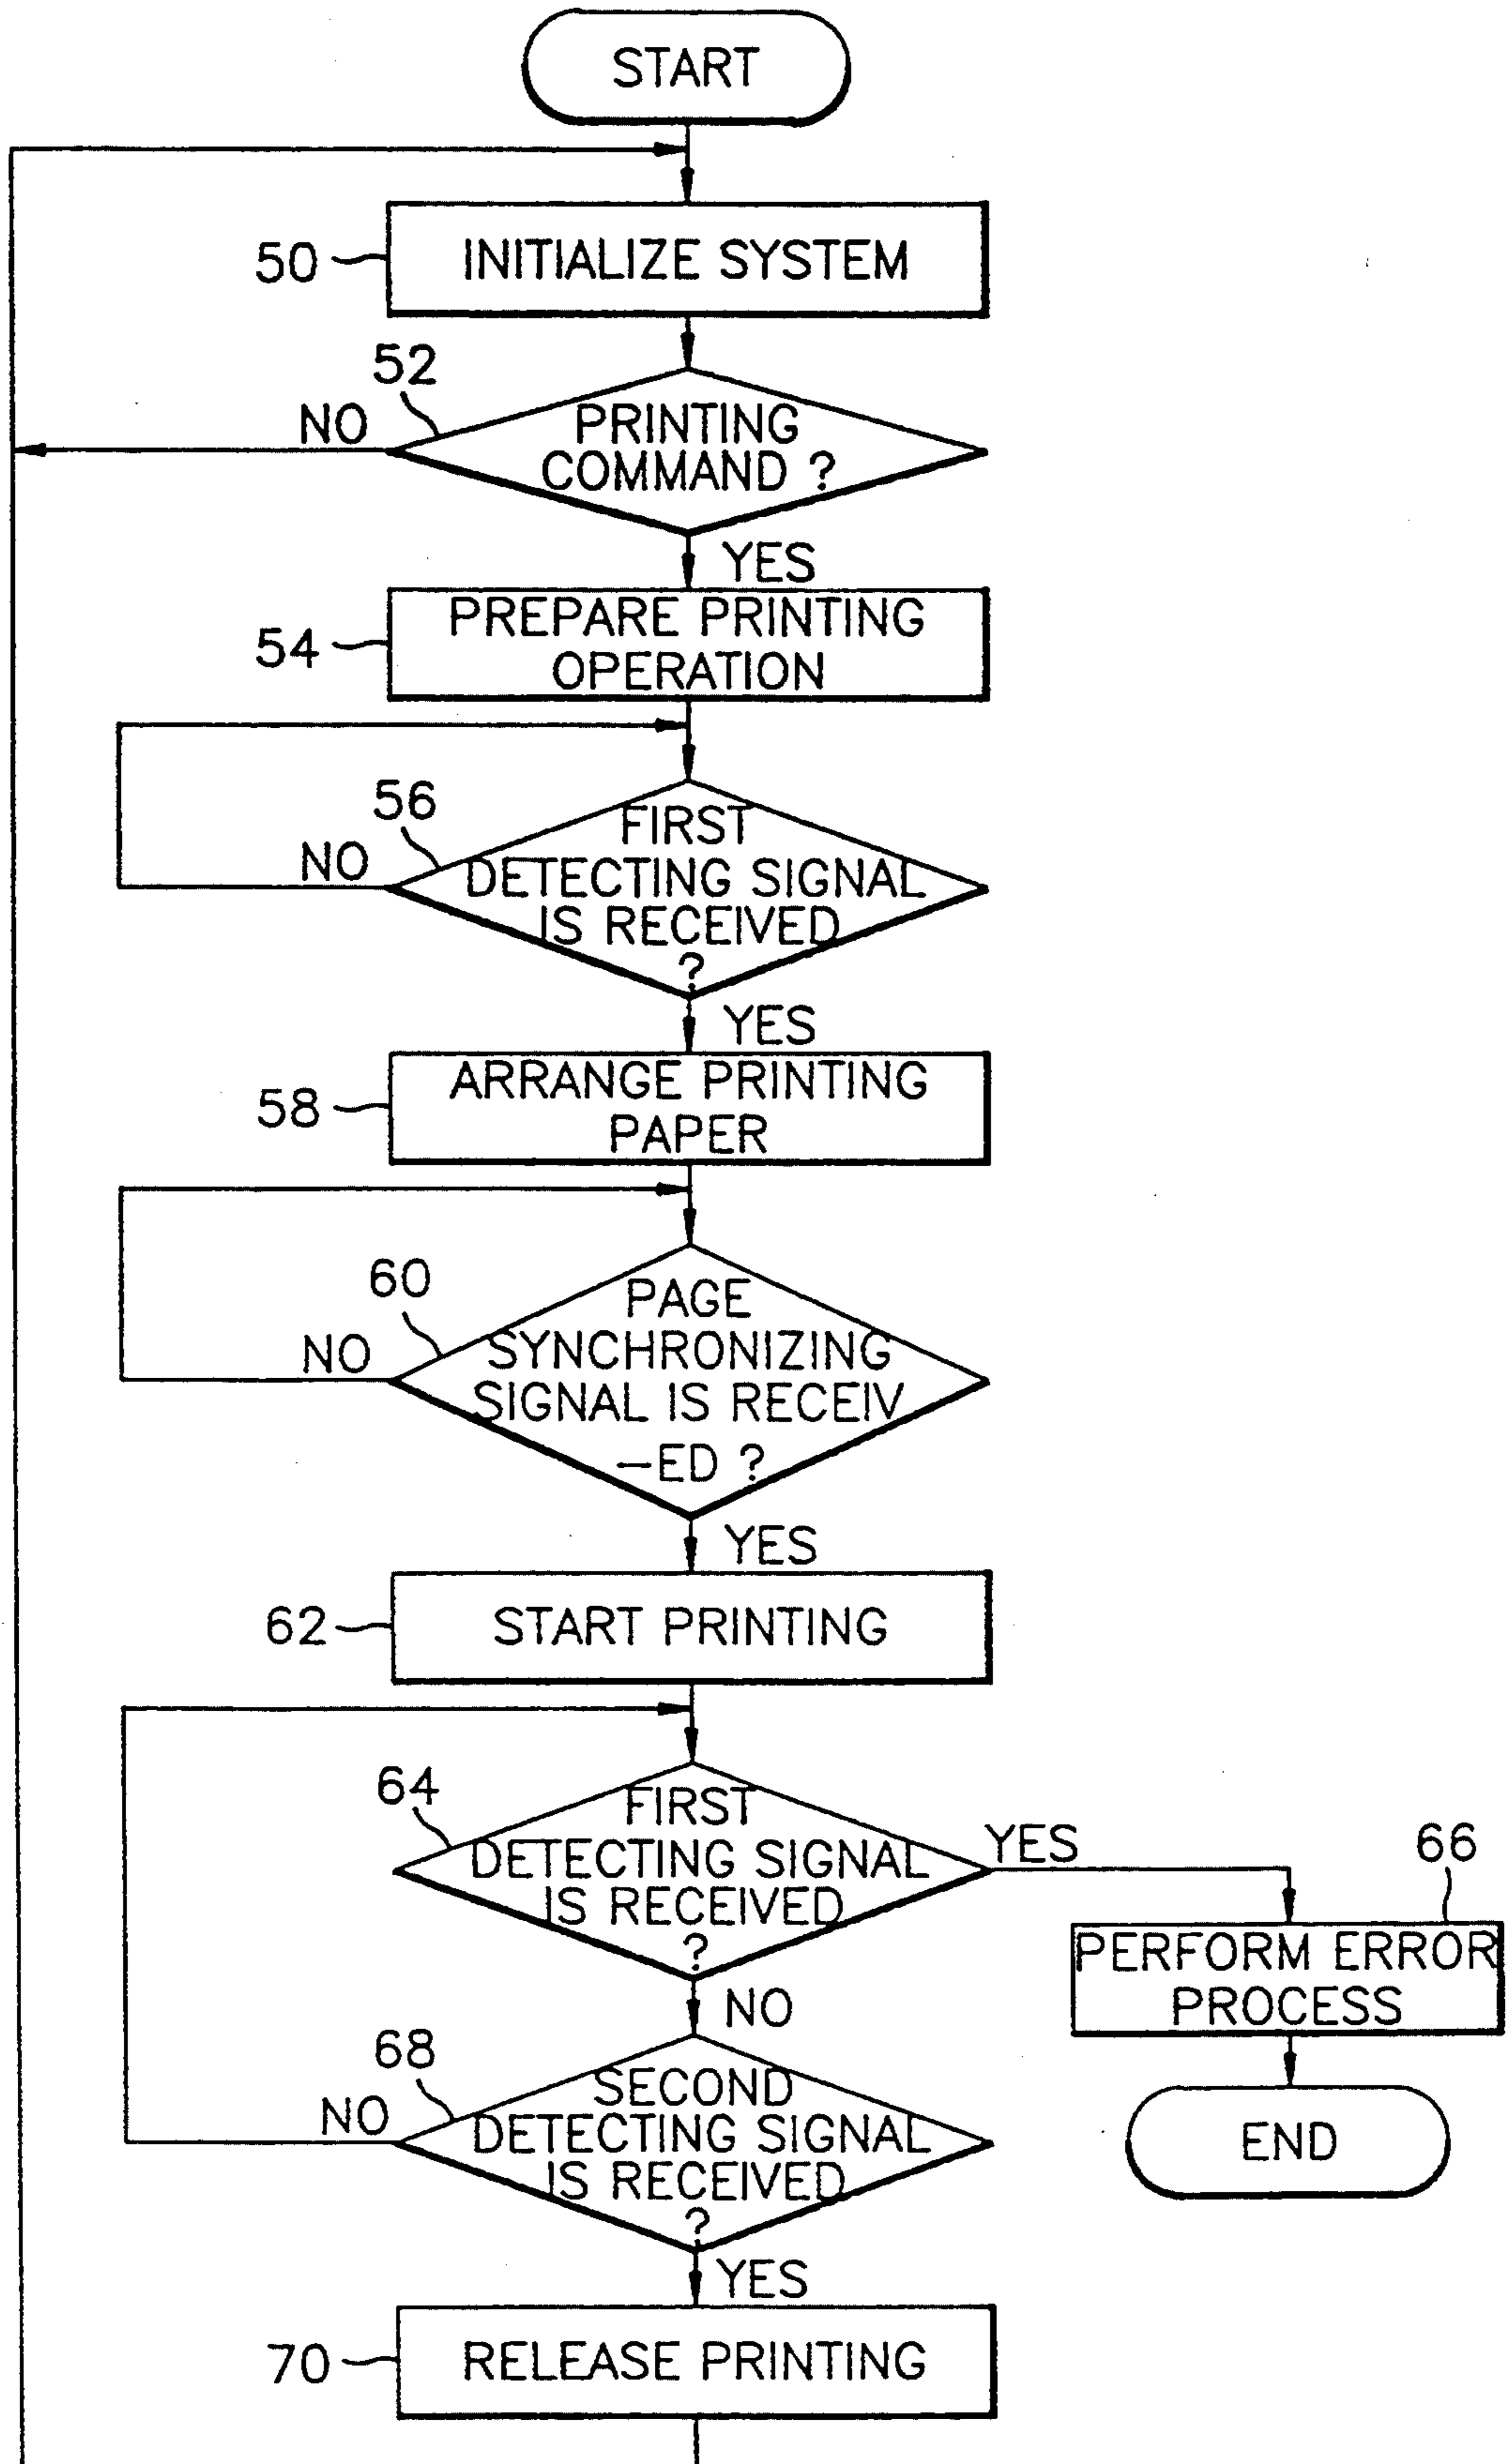 START
50
INITIALIZE SYSTEM
52
NO
PRINTING
COMMAND ?
YES
54
PREPARE PRINTING
OPERATION
56
NO
FIRST
DETECTING SIGNAL
IS RECEIVED
?
YES
58
ARRANGE PRINTING
PAPER
60
NO
PAGE
SYNCHRONIZING
SIGNAL IS RECEIV
-ED ?
YES
62
START PRINTING
64
FIRST
DETECTING SIGNAL
IS RECEIVED
?
YES
66
PERFORM ERROR
PROCESS
END
NO
68
NO
SECOND
DETECTING SIGNAL
IS RECEIVED
?
YES
70
RELEASE PRINTING